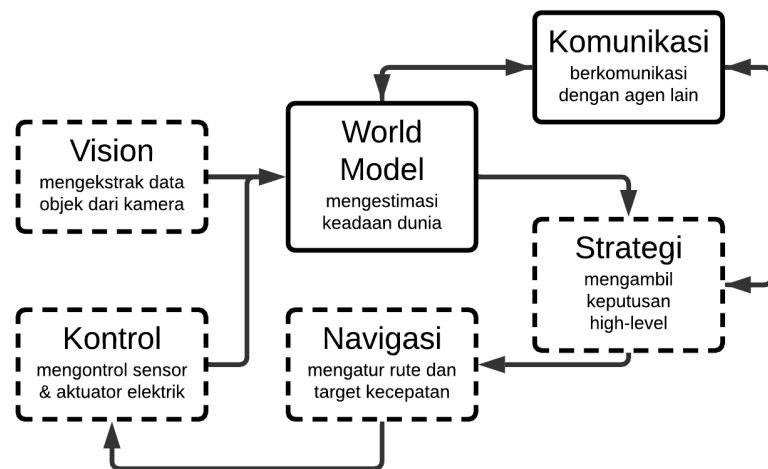 Komunikasi
berkomunikasi
dengan agen lain
World
Model
mengestimasi
keadaan dunia
Vision
mengekstrak data
objek dari kamera
Strategi
mengambil
keputusan
high-level
Kontrol
mengontrol sensor
& aktuator elektrik
Navigasi
mengatur rute dan
target kecepatan